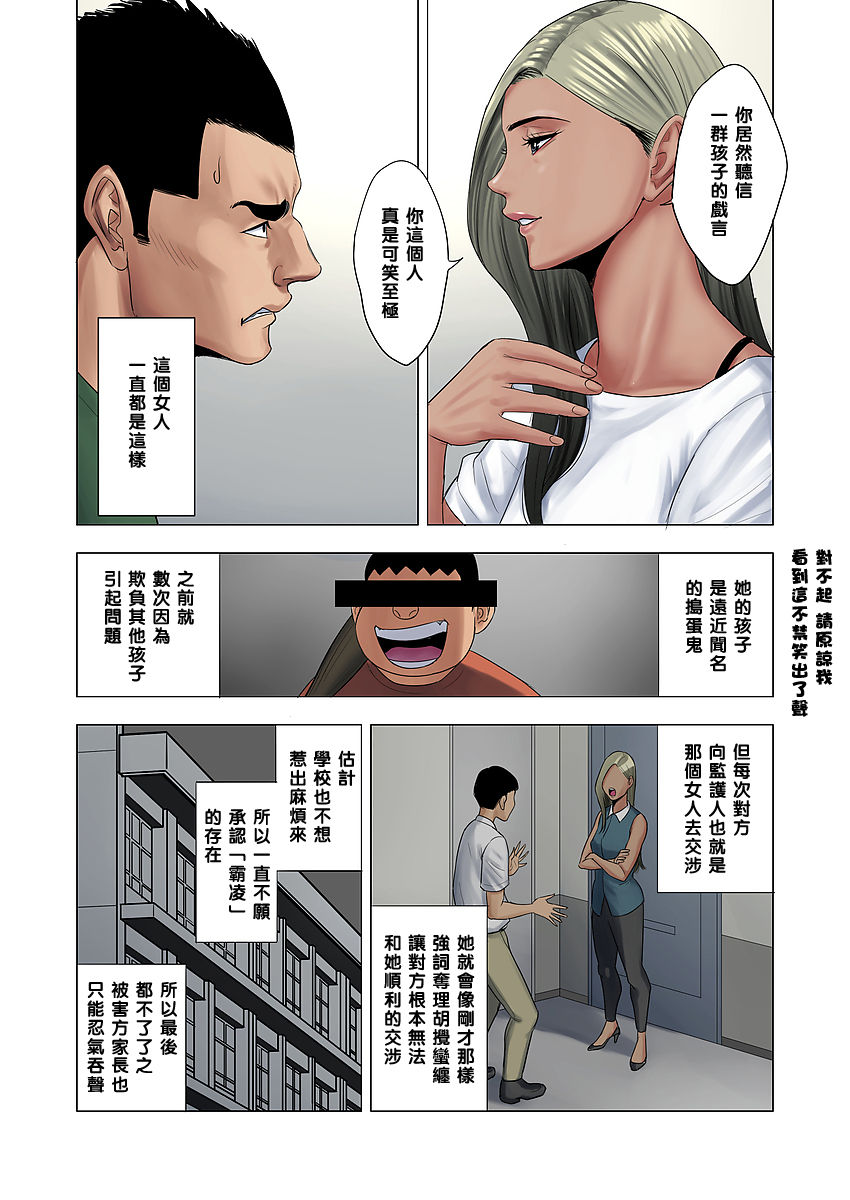 你居然聽信
一群孩子的戲言
你這個人
真是可笑至極
這個女人
一直都是這樣
她的孩子
是遠近聞名
的搗蛋鬼
之前就
數次因為
欺負其他孩子
引起問題
對不起 請原諒我
看到這不禁笑出了聲
但每次對方
向監護人也就是
那個女人去交涉
她就會像剛才那樣
強詞奪理胡攪蠻纏
讓對方根本無法
和她順利的交涉
估計
學校也不想
惹出麻煩來
所以一直不願
承認「霸凌」
的存在
所以最後
都不了了之
被害方家長也
只能忍氣吞聲